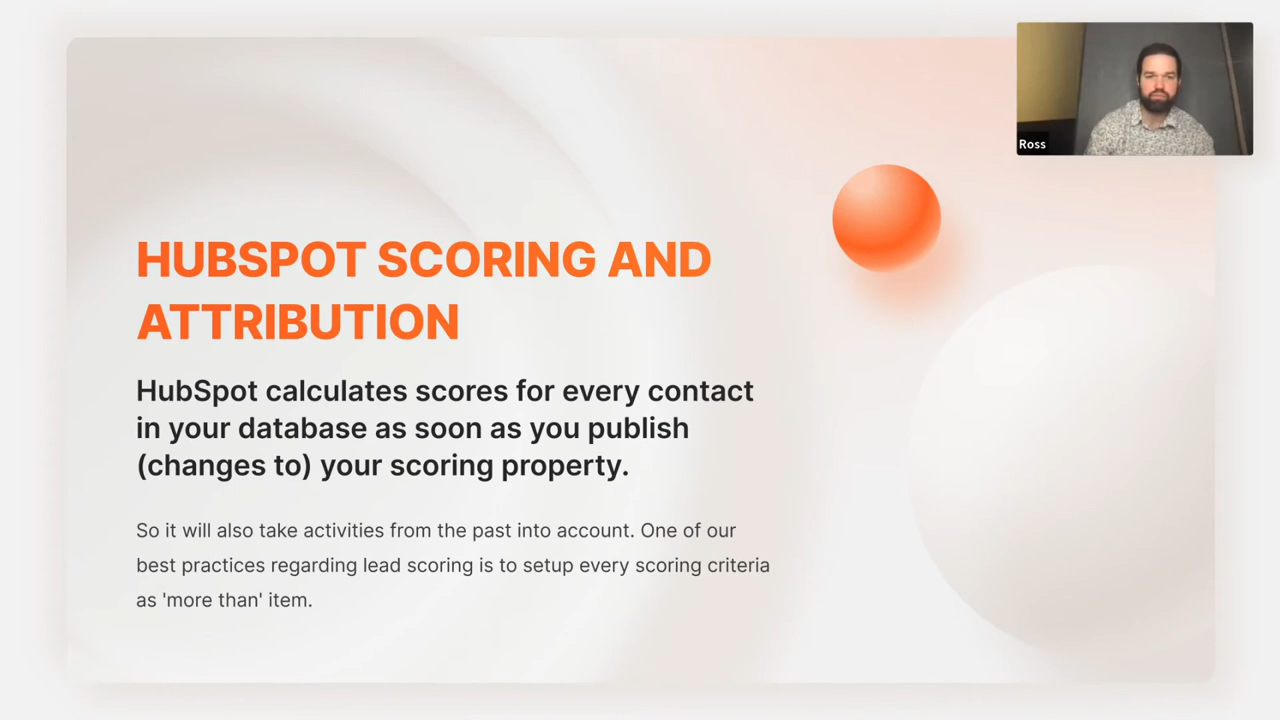 HUBSPOT SCORING AND
ATTRIBUTION
HubSpot calculates scores for every contact
in your database as soon as you publish
(changes to) your scoring property.
So it will also take activities from the past into account. One of our
best practices regarding lead scoring is to setup every scoring criteria
as 'more than' item.
Ross